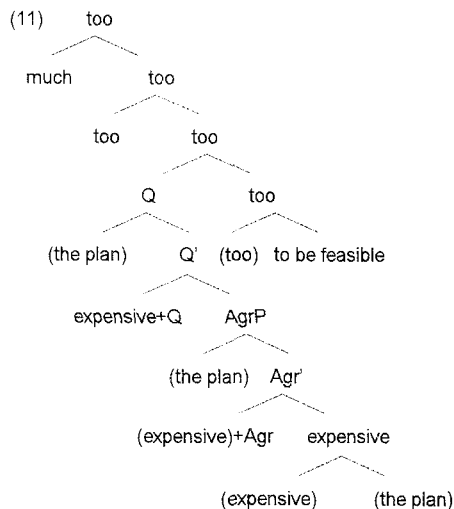 (11) too
much too
too too
Q too
(the plan) Q' (too) to be feasible
expensive+Q AgrP
(the plan) Agr'
(expensive)+Agr expensive
(expensive) (the plan)